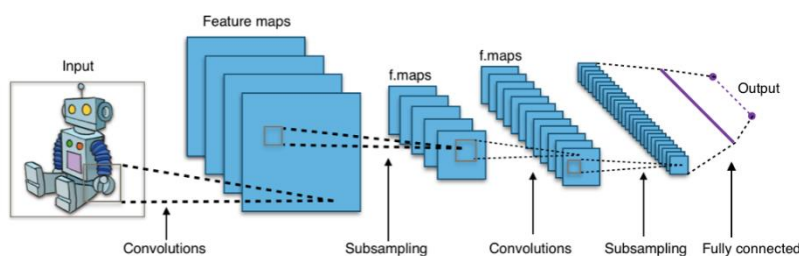 Feature maps
Input
f.maps
f.maps
Output
Convolutions
Subsampling
Convolutions
Subsampling
Fully connected